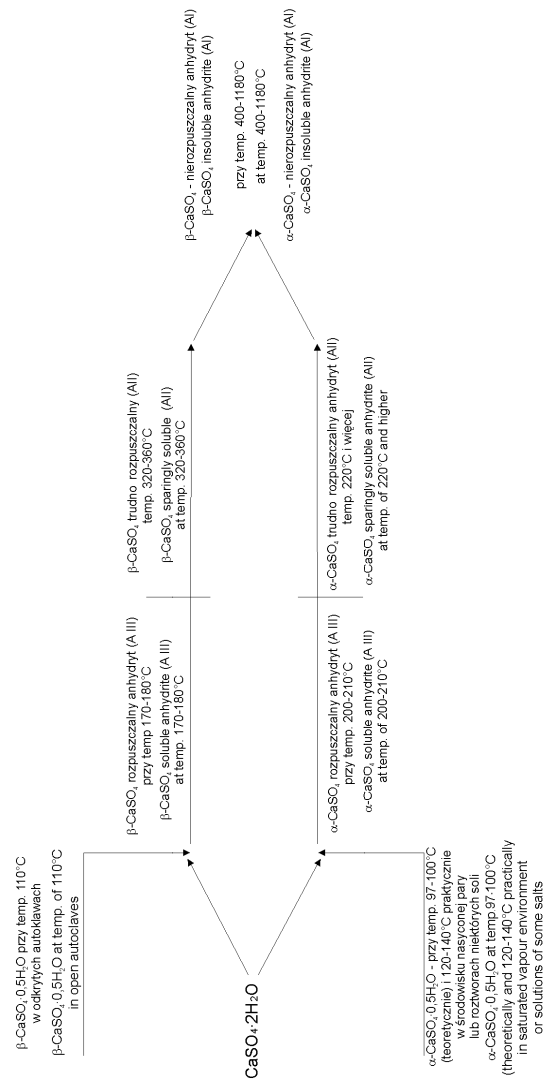 β-CaSO₄·0,5H₂O przy temp. 110°C
w odkrytych autoklawach
β-CaSO₄·0,5H₂O at temp. of 110°C
in open autoclaves
β-CaSO₄ rozpuszczalny anhydryt (A III)
przy temp 170-180°C
β-CaSO₄ soluble anhydrite (A III)
at temp. 170-180°C
β-CaSO₄ trudno rozpuszczalny (AII)
temp. 320-360°C
β-CaSO₄ sparingly soluble (AII)
at temp. 320-360°C
β-CaSO₄ - nierozpuszczalny anhydryt (AI)
β-CaSO₄ insoluble anhydrite (AI)
przy temp. 400-1180°C
at temp. 400-1180°C
α-CaSO₄ - nierozpuszczalny anhydryt (AI)
α-CaSO₄ insoluble anhydrite (AI)
CaSO₄·2H₂O
α-CaSO₄·0,5H₂O - przy temp. 97-100°C
(teoretycznie) i 120-140°C praktycznie
w środowisku nasyconej pary
lub roztworach niektórych soli
α-CaSO₄·0,5H₂O at temp.97-100°C
(theoretically and 120-140°C practically
in saturated vapour environment
or solutions of some salts
α-CaSO₄ rozpuszczalny anhydryt (A III)
przy temp. 200-210°C
α-CaSO₄ soluble anhydrite (A III)
at temp. of 200-210°C
α-CaSO₄ trudno rozpuszczalny anhydryt (AII)
temp. 220°C i więcej
α-CaSO₄ sparingly soluble anhydrite (AII)
at temp. of 220°C and higher